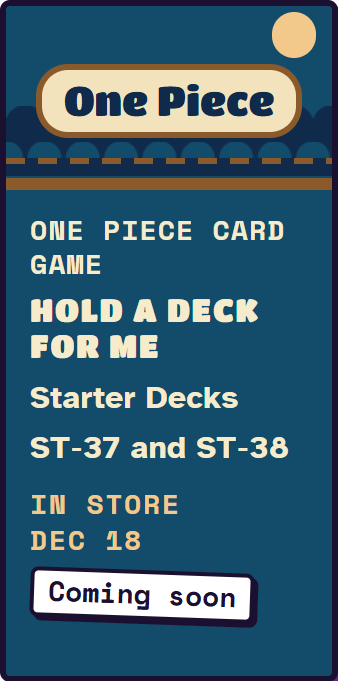 One Piece
ONE PIECE CARD
GAME
HOLD A DECK
FOR ME
Starter Decks
ST-37 and ST-38
IN STORE
DEC 18
Coming soon